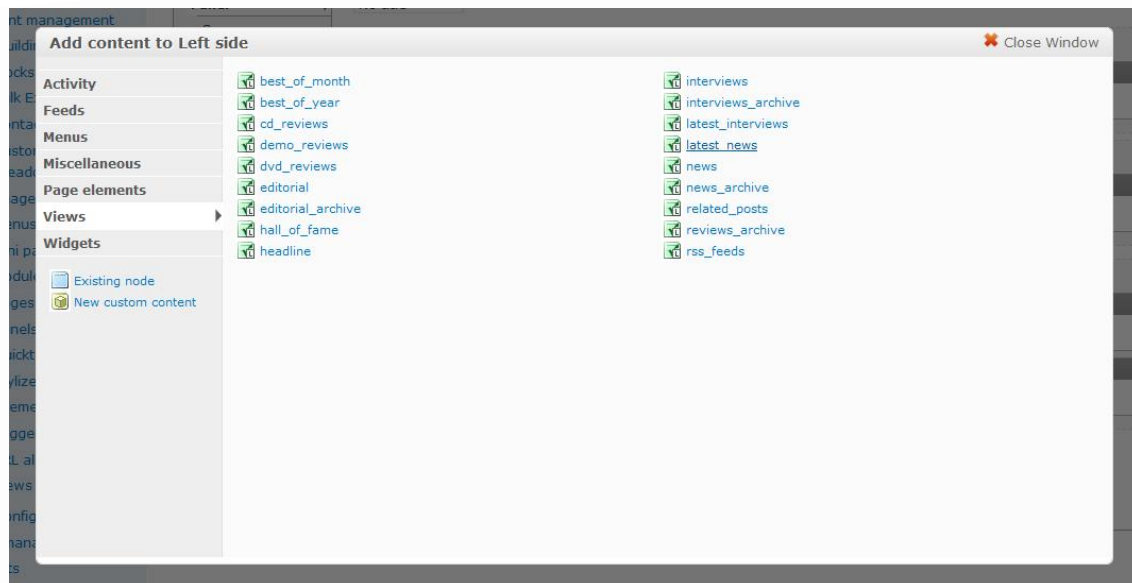 nt management
Add content to Left side
Close Window
Activity
Feeds
Menus
Miscellaneous
Page elements
Views
Widgets
Existing node
New custom content
best_of_month
best_of_year
cd_reviews
demo_reviews
dvd_reviews
editorial
editorial_archive
hall_of_fame
headline
interviews
interviews_archive
latest_interviews
latest_news
news
news_archive
related_posts
reviews_archive
rss_feeds